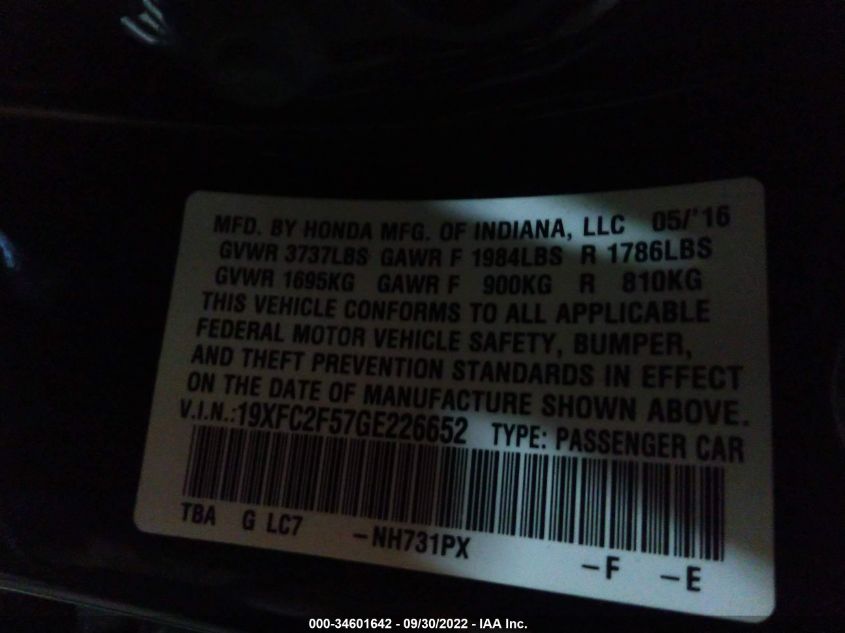 MFD. BY HONDA MFG. OF INDIANA, LLC 05/'16
GVWR 3737LBS GAWR F 1984LBS R 1786LBS
GVWR 1695KG GAWR F 900KG R 810KG
THIS VEHICLE CONFORMS TO ALL APPLICABLE
FEDERAL MOTOR VEHICLE SAFETY, BUMPER,
AND THEFT PREVENTION STANDARDS IN EFFECT
ON THE DATE OF MANUFACTURE SHOWN ABOVE.
V.I.N.:19XFC2F57GE226652 TYPE: PASSENGER CAR
TBA G LC7 -NH731PX -F -E
000-34601642 - 09/30/2022 - IAA Inc.